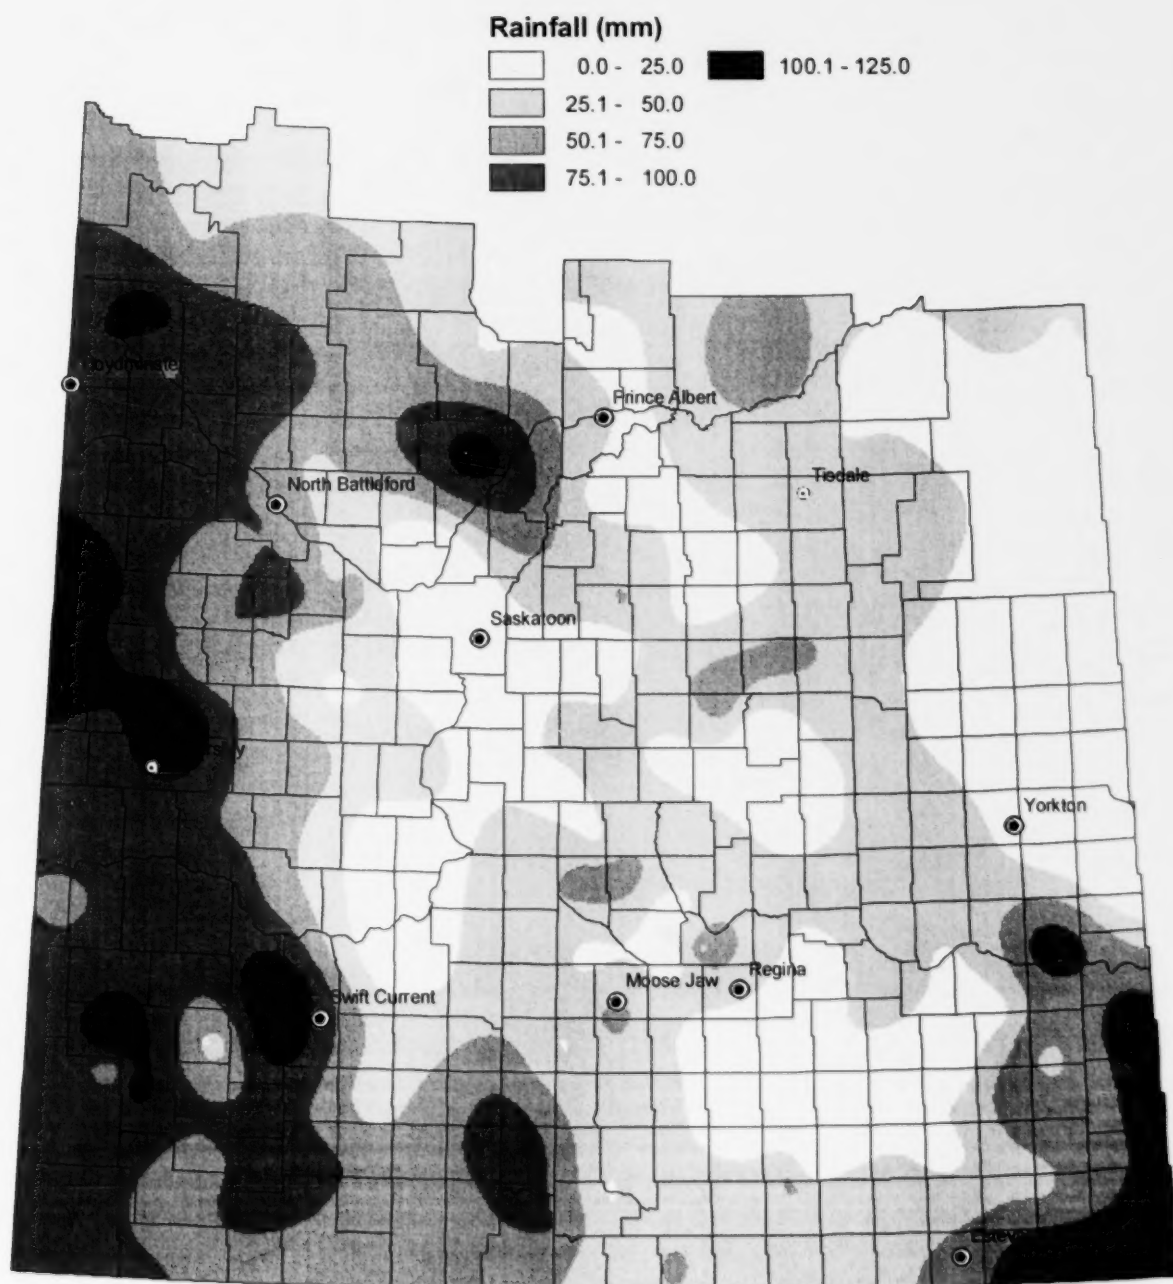 Rainfall (mm)
0.0 - 25.0
25.1 - 50.0
50.1 - 75.0
75.1 - 100.0
100.1 - 125.0
Prince Albert
Tisdale
North Battleford
Saskatoon
Yorkton
Moose Jaw
Regina
Swift Current